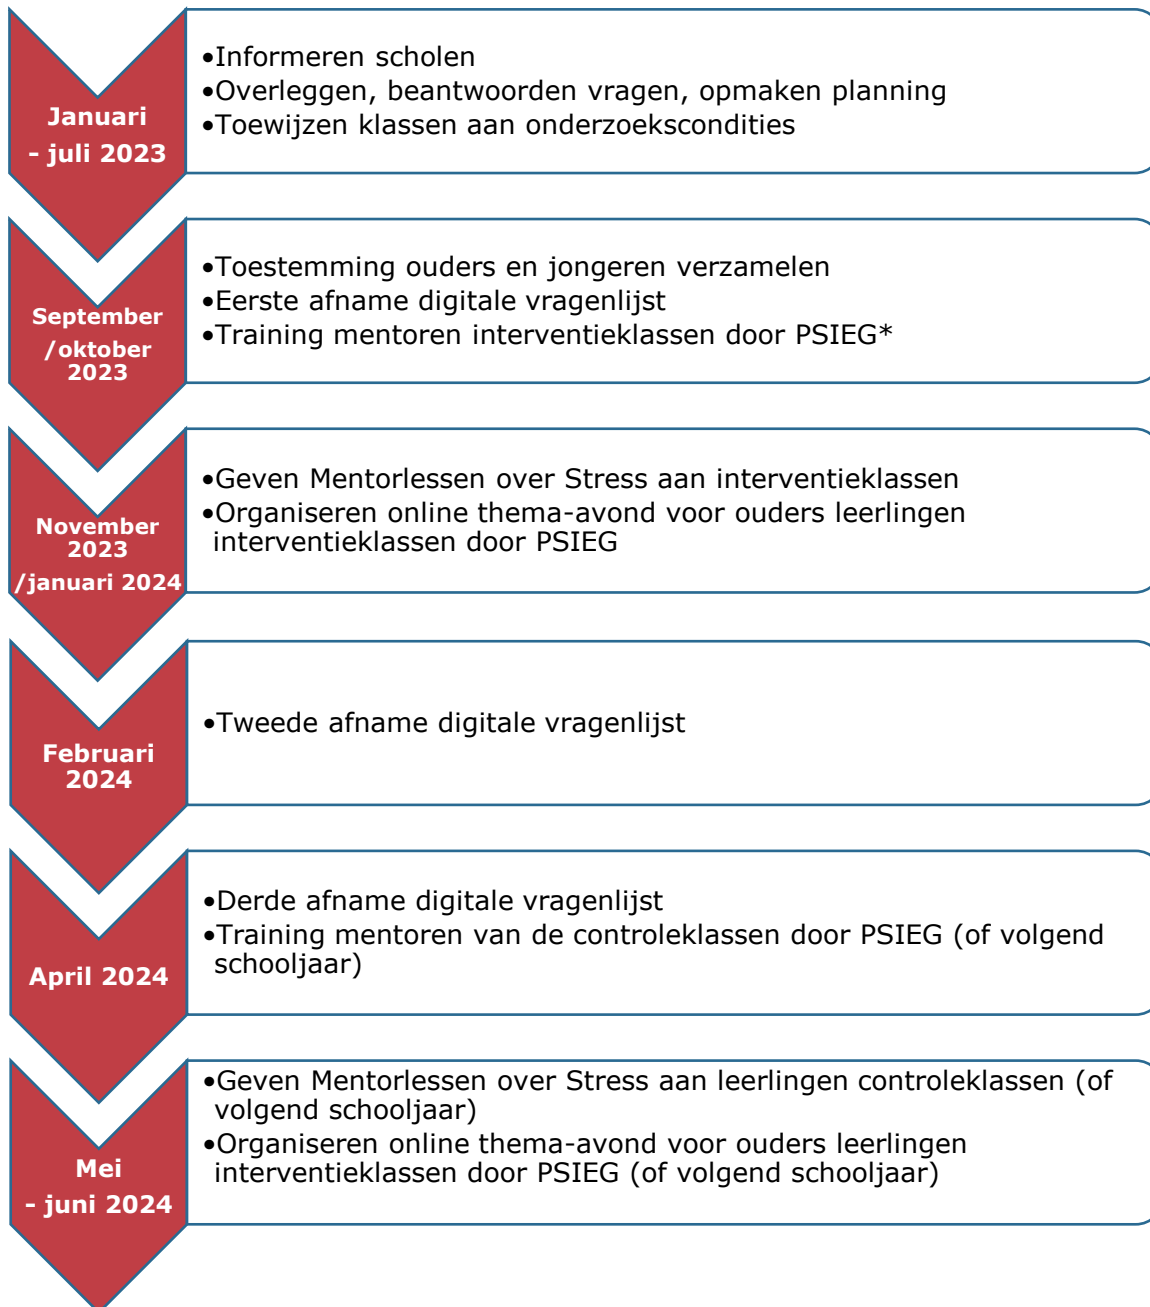 Januari
- juli 2023
•Informeren scholen
•Overleggen, beantwoorden vragen, opmaken planning
•Toewijzen klassen aan onderzoekscondities
September
/oktober
2023
•Toestemming ouders en jongeren verzamelen
•Eerste afname digitale vragenlijst
•Training mentoren interventieklassen door PSIEG*
November
2023
/januari 2024
•Geven Mentorlessen over Stress aan interventieklassen
•Organiseren online thema-avond voor ouders leerlingen
interventieklassen door PSIEG
Februari
2024
•Tweede afname digitale vragenlijst
April 2024
•Derde afname digitale vragenlijst
•Training mentoren van de controleklassen door PSIEG (of volgend
schooljaar)
Mei
- juni 2024
•Geven Mentorlessen over Stress aan leerlingen controleklassen (of
volgend schooljaar)
•Organiseren online thema-avond voor ouders leerlingen
interventieklassen door PSIEG (of volgend schooljaar)